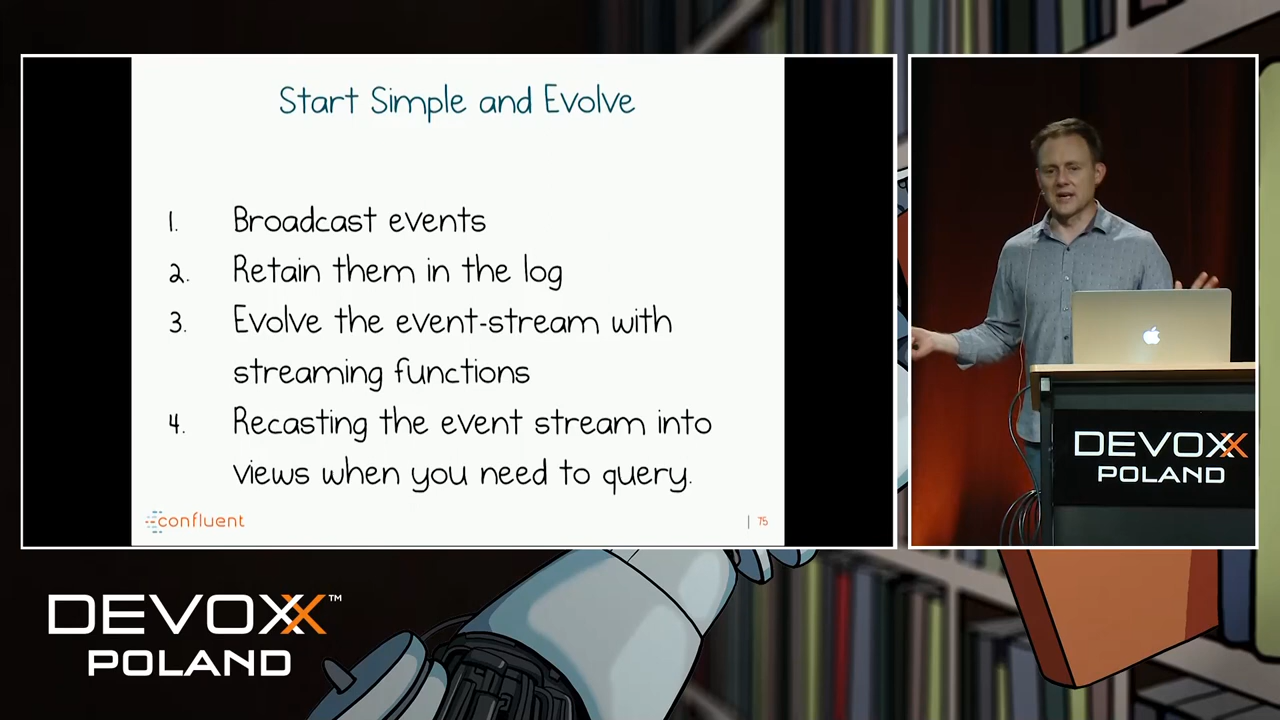 Start Simple and Evolve
1. Broadcast events
2. Retain them in the log
3. Evolve the event-stream with
streaming functions
4. Recasting the event stream into
views when you need to query.
confluent
| 75
DEVOXX
POLAND
DEVOXX™
POLAND